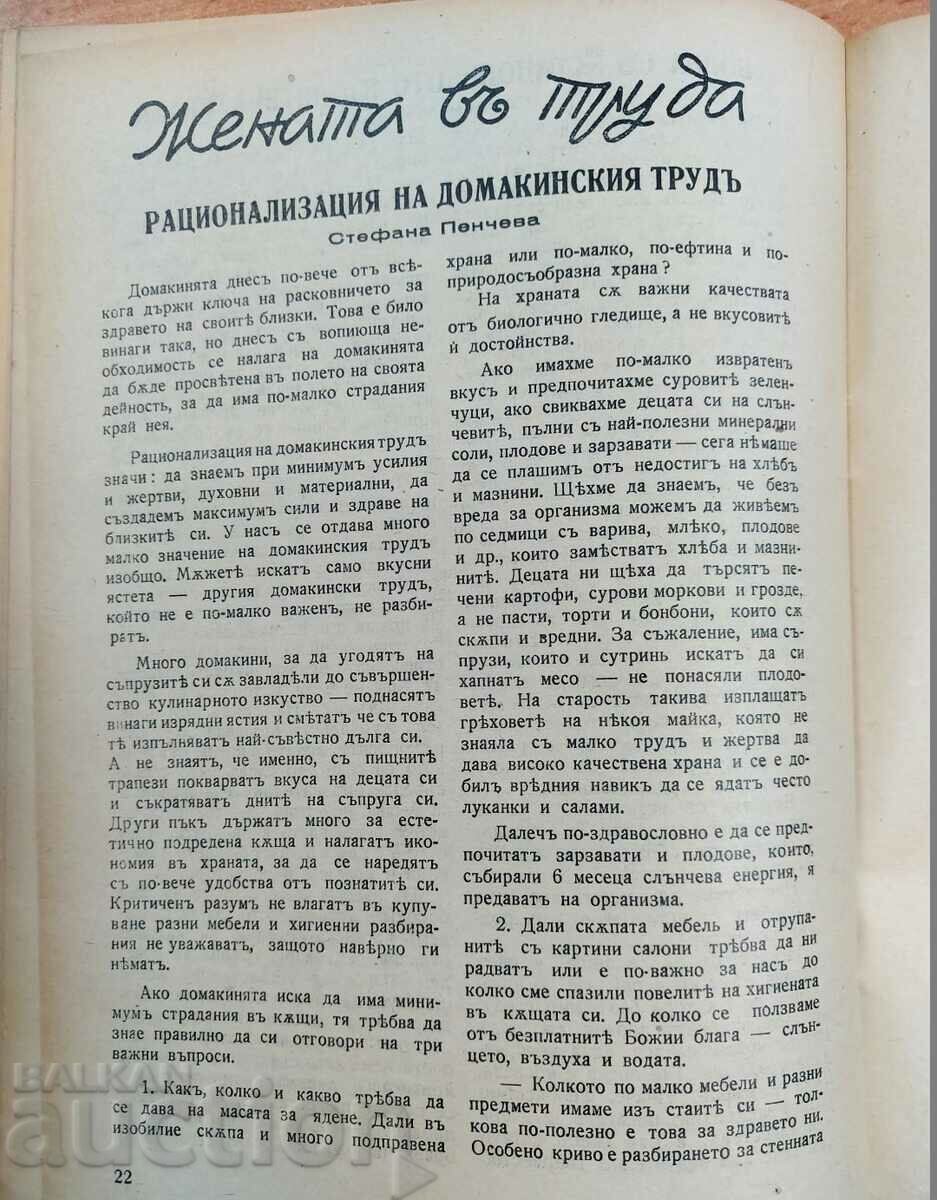 Жената въ труда
РАЦИОНАЛИЗАЦИЯ НА ДОМАКИНСКИЯ ТРУДЪ
Стефана Пенчева
Домакинята днесъ по-вече отъ всѣ-
кога държи ключа на расковничето за
здравето на своитѣ близки. Това е било
винаги така, но днесъ съ вопиюща не-
обходимость се налага на домакинята
да бѫде просвѣтена въ полето на своята
дейность, за да има по-малко страдания
край нея.
Рационализация на домакинския трудъ
значи: да знаемъ при минимумъ усилия
и жертви, духовни и материални, да
създадемъ максимумъ сили и здраве на
близкитѣ си. У насъ се отдава много
малко значение на домакинския трудъ
изобщо. Мѫжетѣ искатъ само вкусни
ястета — другия домакински трудъ,
който не е по-малко важенъ, не разби-
ратъ.
Много домакини, за да угодятъ на
съпрузитѣ си сѫ завладѣли до съвършен-
ство кулинарното изкуство — поднасятъ
винаги изрядни ястия и смѣтатъ че съ това
тѣ изпълняватъ най-съвѣстно дълга си.
А не знаятъ, че именно, съ пищнитѣ
трапези покварватъ вкуса на децата си
и съкратяватъ днитѣ на съпруга си.
Други пъкъ държатъ много за есте-
тично подредена кѫща и налагатъ ико-
номия въ храната, за да се наредятъ
съ по-вече удобства отъ познатитѣ си.
Критиченъ разумъ не влагатъ въ купу-
ване разни мебели и хигиенни разбира-
ния не уважаватъ, защото навѣрно ги
нѣматъ.
Ако домакинята иска да има мини-
мумъ страдания въ кѫщи, тя трѣбва да
знае правилно да си отговори на три
важни въпроси.
1. Какъ, колко и какво трѣбва да
се дава на масата за ядене. Дали въ
изобилие скѫпа и много подправена
22
храна или по-малко, по-ефтина и по-
природосъобразна храна?
На храната сѫ важни качествата
отъ биологично гледище, а не вкусовитѣ
ѝ достойнства.
Ако имахме по-малко извратенъ
вкусъ и предпочитахме суровитѣ зелен-
чуци, ако свиквахме децата си на слън-
чевитѣ, пълни съ най-полезни минерални
соли, плодове и зарзавати — сега нѣмаше
да се плашимъ отъ недостигъ на хлѣбъ
и мазнини. Щѣхме да знаемъ, че безъ
вреда за организма можемъ да живѣемъ
по седмици съ варива, млѣко, плодове
и др., които замѣстватъ хлѣба и мазни-
нитѣ. Децата ни щѣха да търсятъ пе-
чени картофи, сурови моркови и грозде,
а не пасти, торти и бонбони, които сѫ
скѫпи и вредни. За съжаление, има съ-
прузи, които и сутринь искатъ да си
хапнатъ месо — не понасяли плодо-
ветѣ. На старость такива изплащатъ
грѣховетѣ на нѣкоя майка, която не
знаяла съ малко трудъ и жертва да
дава високо качествена храна и се е до-
билъ врѣдния навикъ да се ядатъ често
луканки и салами.
Далечъ по-здравословно е да се пред-
почитатъ зарзавати и плодове, които,
събирали 6 месеца слънчева енергия, я
предаватъ на организма.
2. Дали скѫпата мебель и отрупа-
нитѣ съ картини салони трѣбва да ни
радватъ или е по-важно за насъ до
колко сме спазили повелитѣ на хигиената
въ кѫщата си. До колко се ползваме
отъ безплатнитѣ Божии блага — слън-
цето, въздуха и водата.
— Колкото по малко мебели и разни
предмети имаме изъ стаитѣ си — тол-
кова по-полезно е това за здравето ни.
Особено криво е разбирането за стенната
BALKAN
auction